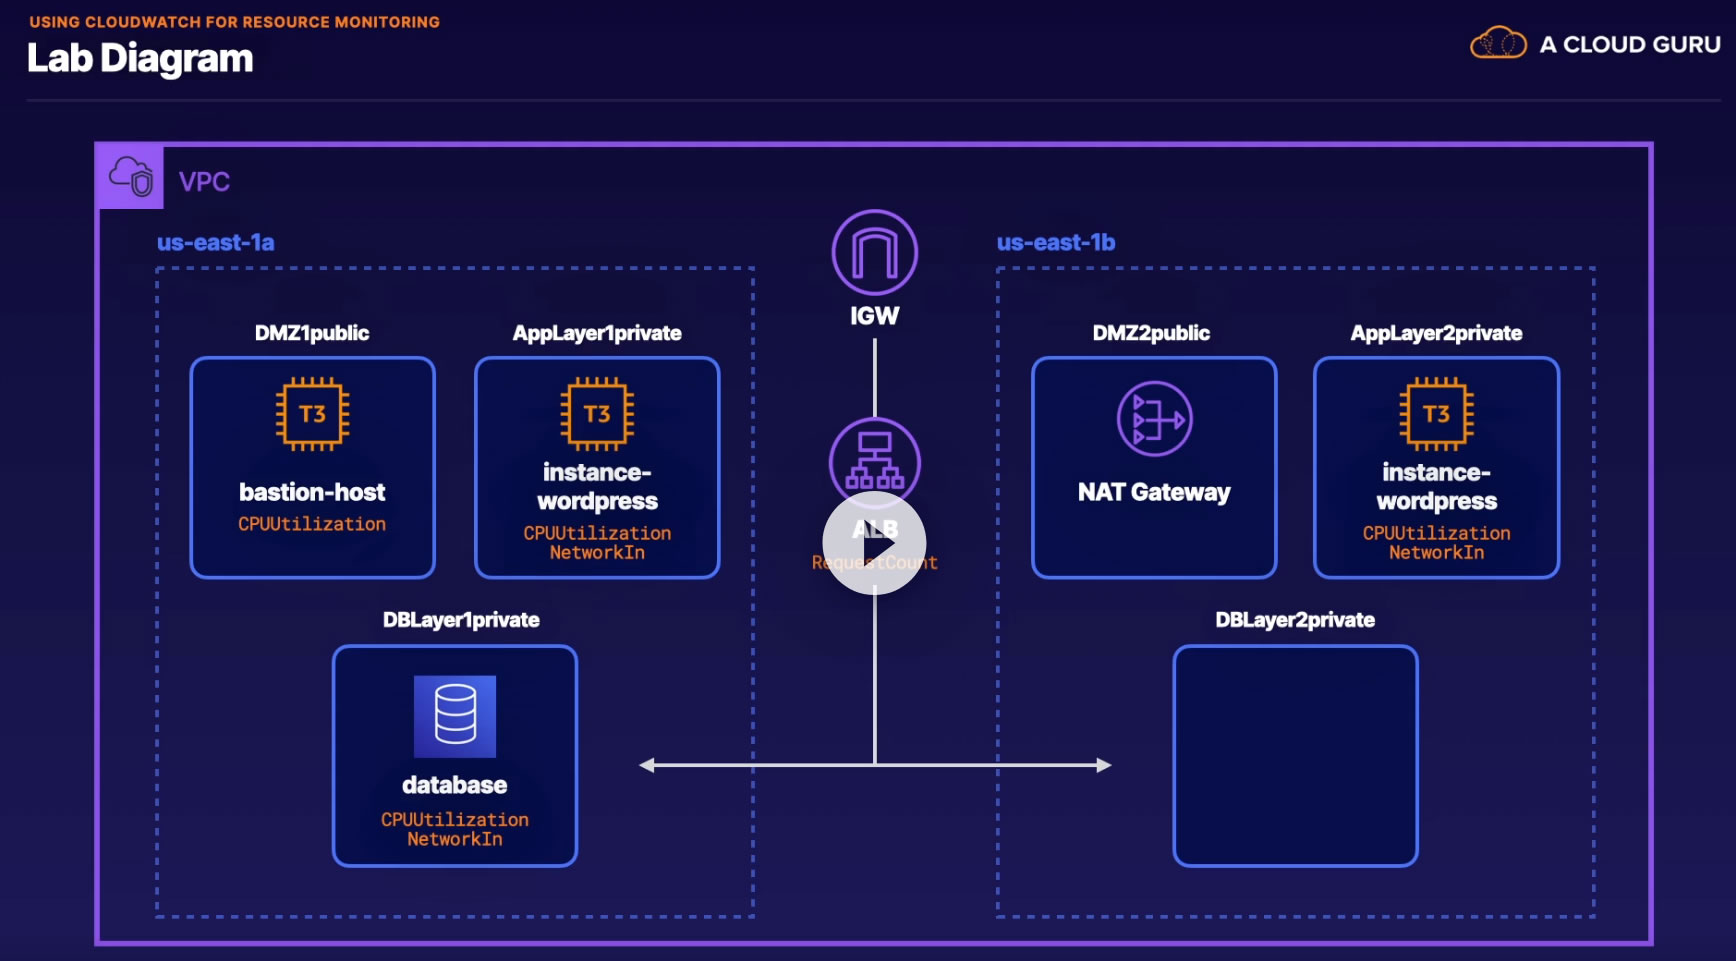 USING CLOUDWATCH FOR RESOURCE MONITORING
Lab Diagram
A CLOUD GURU
VPC
us-east-1a
us-east-1b
IGW
DMZ1public
AppLayer1private
DMZ2public
AppLayer2private
T3
bastion-host
CPUUtilization
T3
instance-
wordpress
CPUUtilization
NetworkIn
ALB
RequestCount
NAT Gateway
T3
instance-
wordpress
CPUUtilization
NetworkIn
DBLayer1private
DBLayer2private
database
CPUUtilization
NetworkIn